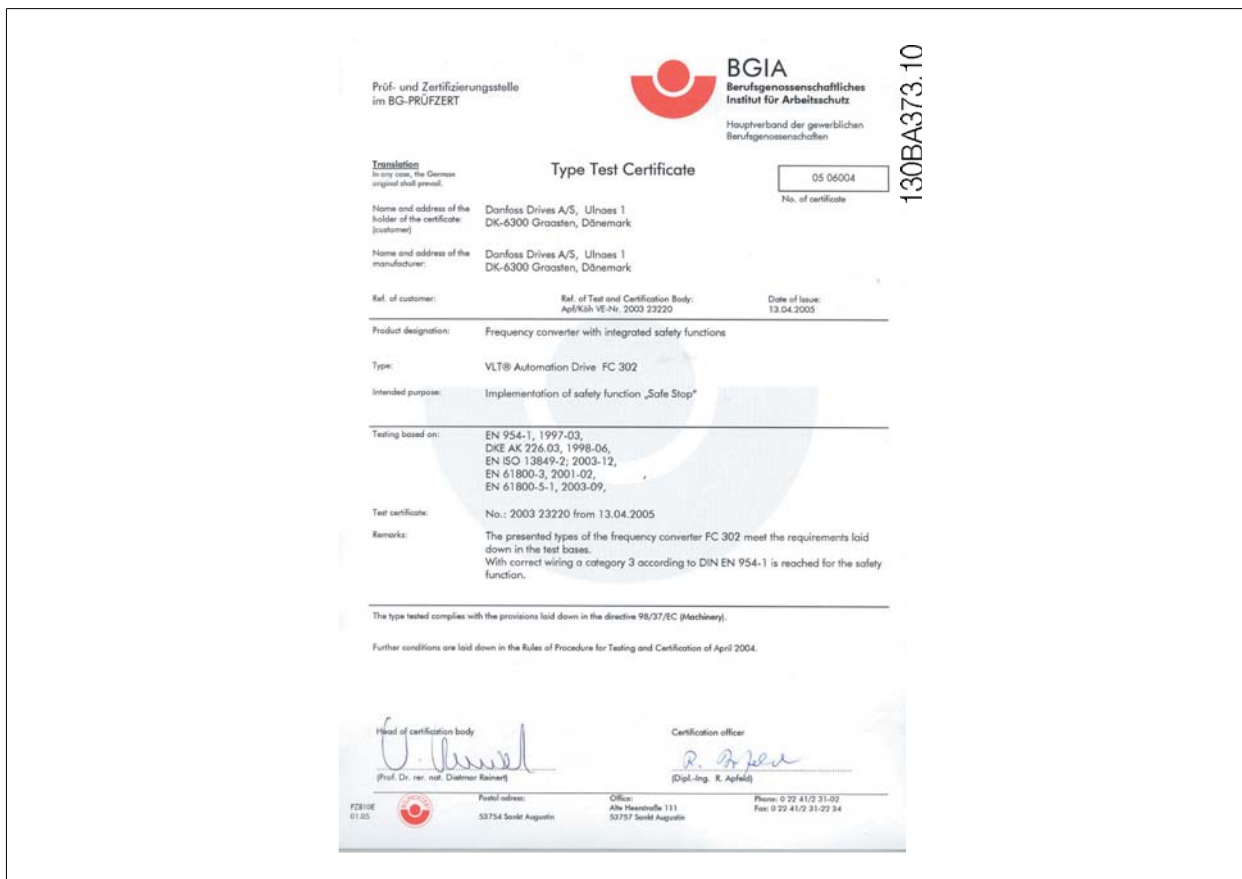 Prüf- und Zertifizierungsstelle
im BG-PRÜFZERT
BGIA
Berufsgenossenschaftliches
Institut für Arbeitsschutz
Hauptverband der gewerblichen
Berufsgenossenschaften
130BA373.10
Translation
In any case, the German
original shall prevail.
Type Test Certificate
05 06004
No. of certificate
Name and address of the
holder of the certificate:
(customer)
Danfoss Drives A/S, Ulnaes 1
DK-6300 Graasten, Dänemark
Name and address of the
manufacturer:
Danfoss Drives A/S, Ulnaes 1
DK-6300 Graasten, Dänemark
Ref. of customer:
Ref. of Test and Certification Body:
Apf/Köh VE-Nr. 2003 23220
Date of Issue:
13.04.2005
Product designation:
Frequency converter with integrated safety functions
Type:
VLT® Automation Drive FC 302
Intended purpose:
Implementation of safety function „Safe Stop“
Testing based on:
EN 954-1, 1997-03,
DKE AK 226.03, 1998-06,
EN ISO 13849-2; 2003-12,
EN 61800-3, 2001-02,
EN 61800-5-1, 2003-09,
Test certificate:
No.: 2003 23220 from 13.04.2005
Remarks:
The presented types of the frequency converter FC 302 meet the requirements laid
down in the test bases.
With correct wiring a category 3 according to DIN EN 954-1 is reached for the safety
function.
The type tested complies with the provisions laid down in the directive 98/37/EC (Machinery).
Further conditions are laid down in the Rules of Procedure for Testing and Certification of April 2004.
Head of certification body
(Prof. Dr. rer. nat. Dietmar Reinert)
Certification officer
R. Apfeld
(Dipl.-Ing. R. Apfeld)
PZB10E
01.05
Postal adress:
53754 Sankt Augustin
Office:
Alte Heerstraße 111
53757 Sankt Augustin
Phone: 0 22 41/2 31-02
Fax: 0 22 41/2 31-22 34